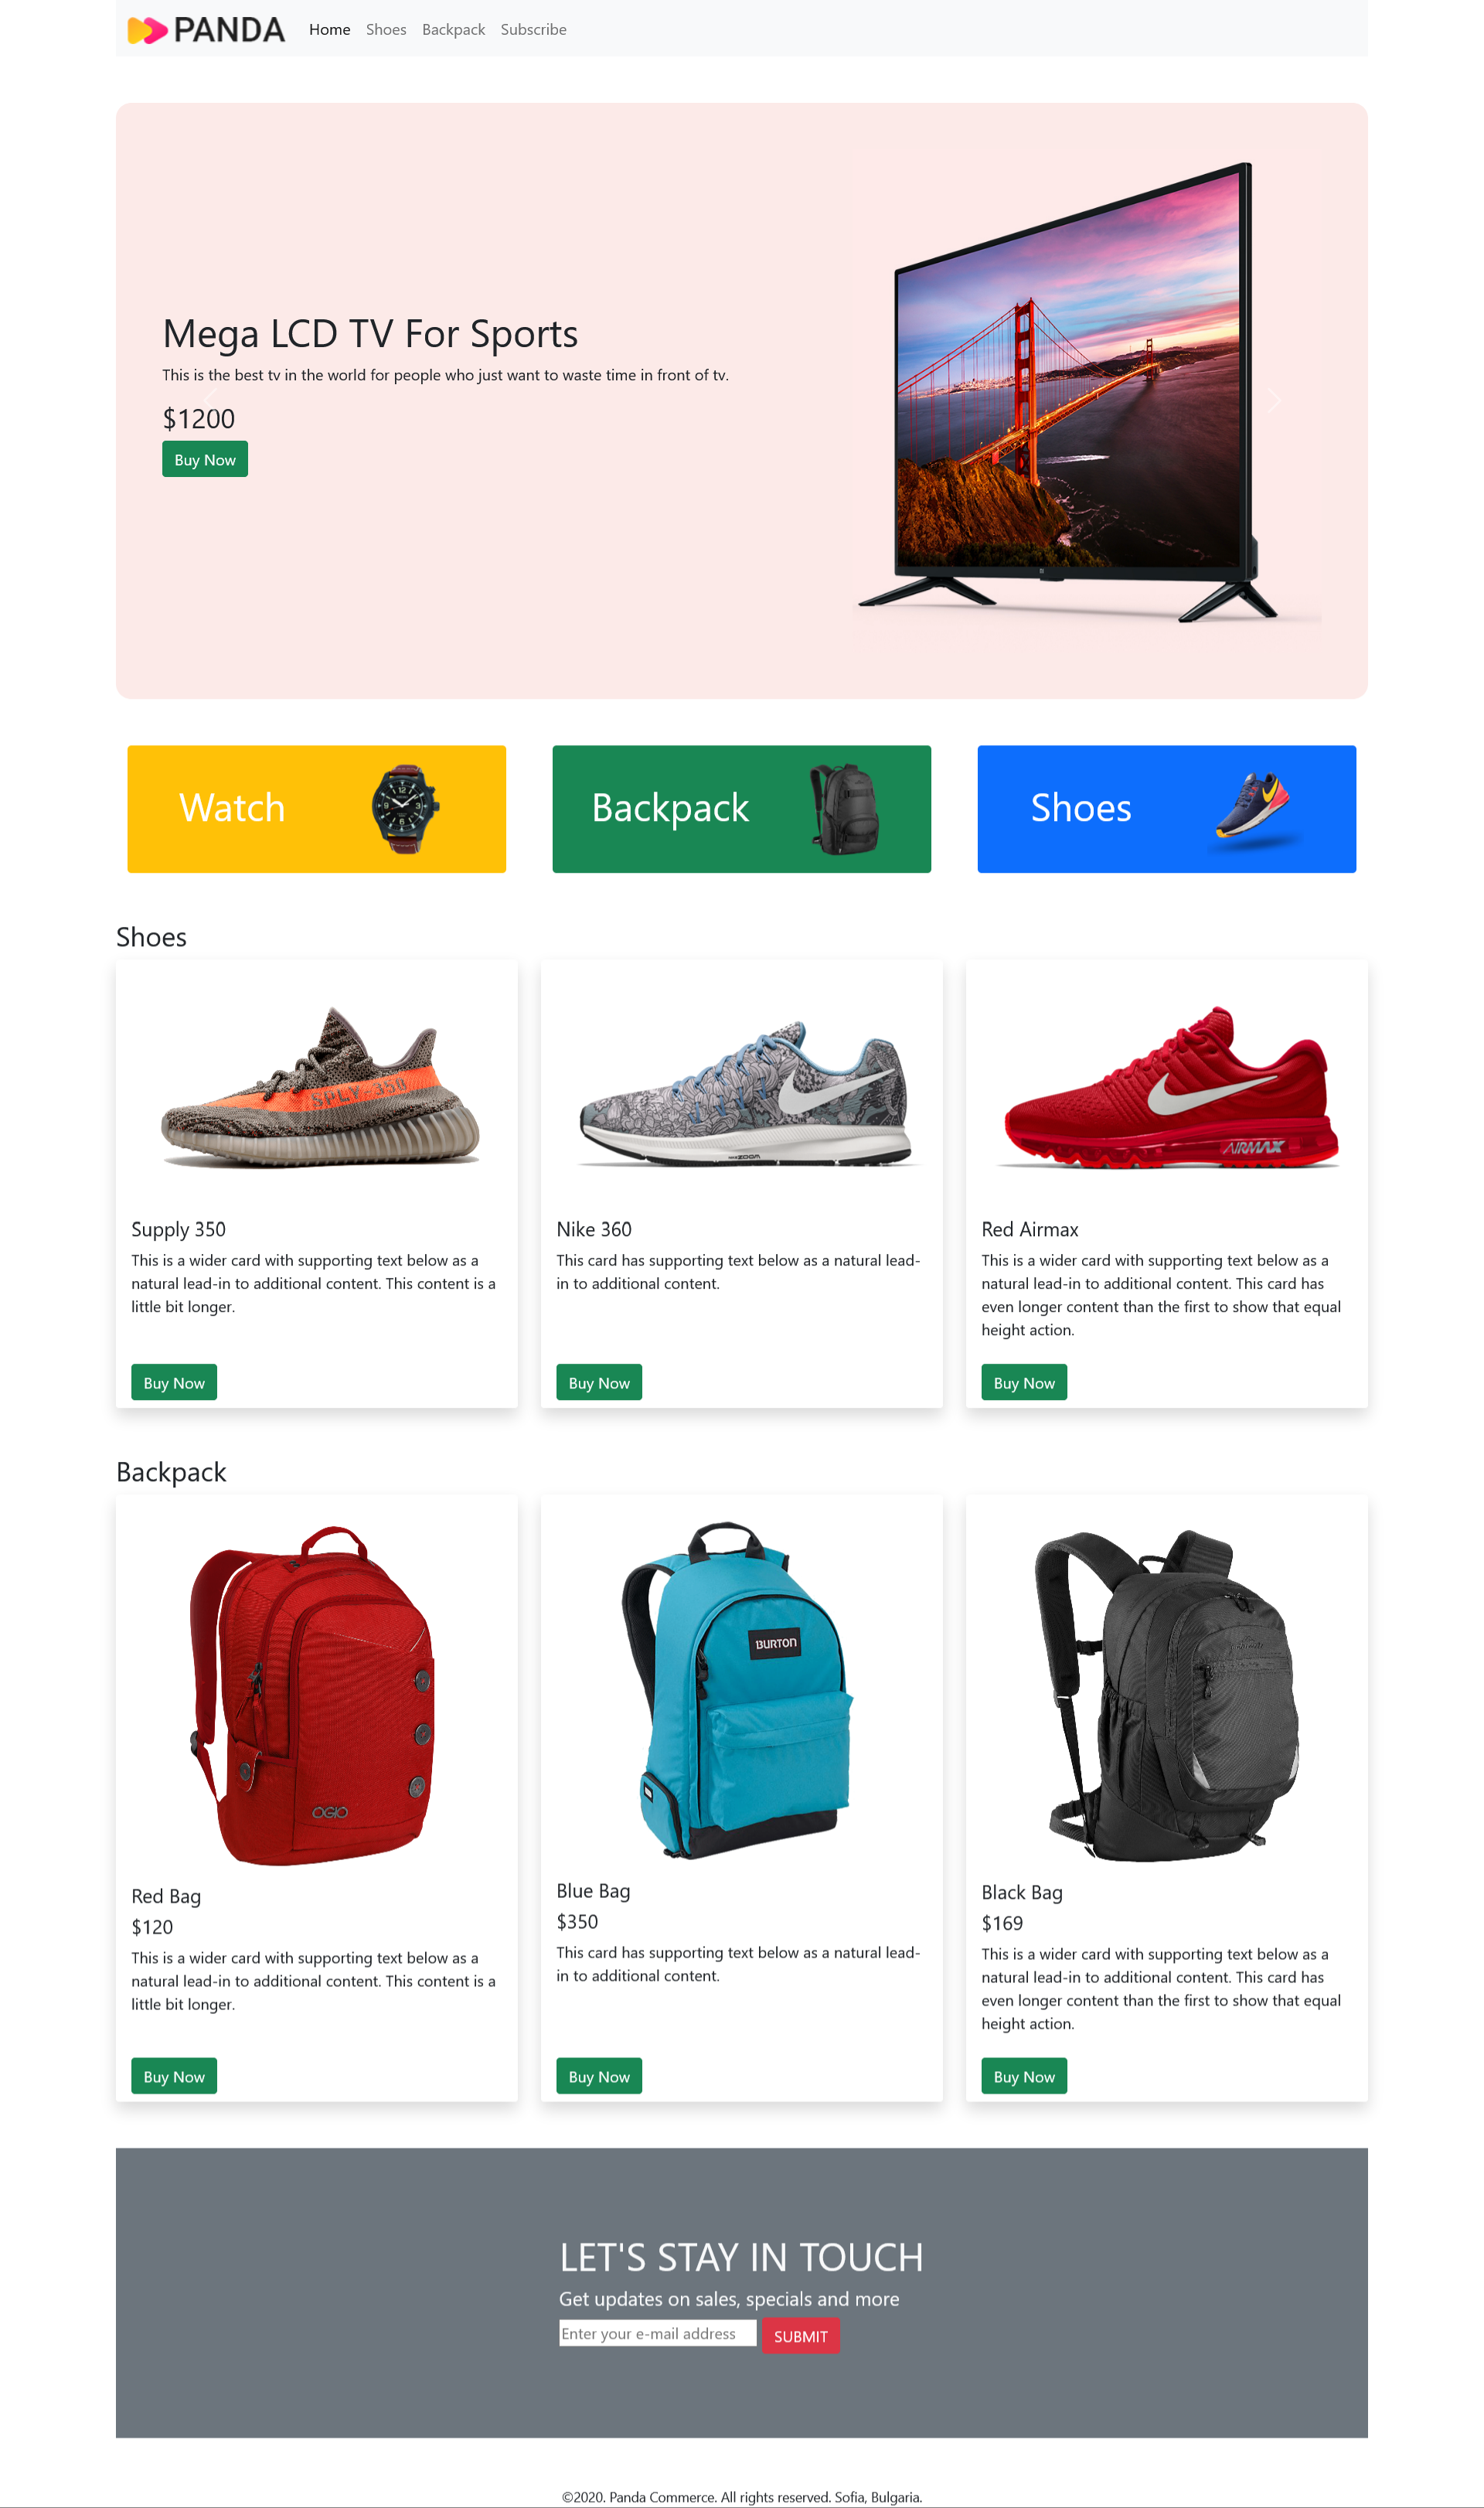 PANDA
Home
Shoes
Backpack
Subscribe
Mega LCD TV For Sports
This is the best tv in the world for people who just want to waste time in front of tv.
$1200
Buy Now
Watch
Backpack
Shoes
Shoes
SPLY-350
NIKE ZOOM
AIRMAX
Supply 350
This is a wider card with supporting text below as a
natural lead-in to additional content. This content is a
little bit longer.
Buy Now
Nike 360
This card has supporting text below as a natural lead-
in to additional content.
Buy Now
Red Airmax
This is a wider card with supporting text below as a
natural lead-in to additional content. This card has
even longer content than the first to show that equal
height action.
Buy Now
Backpack
OGIO
BURTON
Red Bag
$120
This is a wider card with supporting text below as a
natural lead-in to additional content. This content is a
little bit longer.
Buy Now
Blue Bag
$350
This card has supporting text below as a natural lead-
in to additional content.
Buy Now
Black Bag
$169
This is a wider card with supporting text below as a
natural lead-in to additional content. This card has
even longer content than the first to show that equal
height action.
Buy Now
LET'S STAY IN TOUCH
Get updates on sales, specials and more
Enter your e-mail address
SUBMIT
©2020. Panda Commerce. All rights reserved. Sofia, Bulgaria.